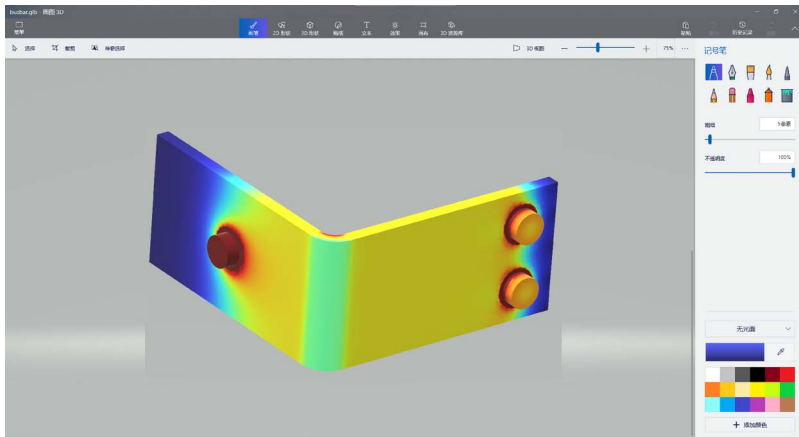 busbar.glb - 画图 3D
菜单
画笔
2D 形状
3D 形状
贴纸
文本
效果
画布
3D 资源库
粘贴
历史记录
选择
裁剪
神奇选择
3D 视图
75%
记号笔
粗细
5像素
不透明度
100%
无光面
添加颜色